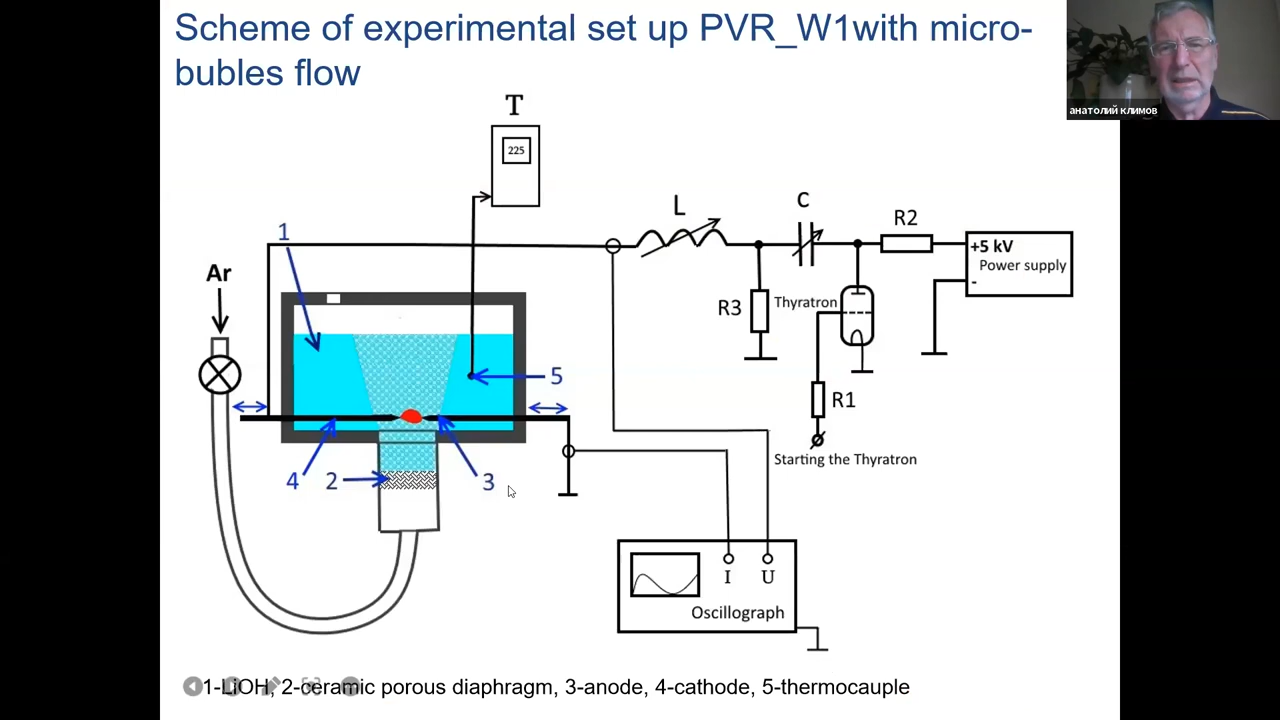 Scheme of experimental set up PVR_W1with micro-
bubles flow
анатолий климов
T
225
L
C
R2
+5 kV
Power supply
-
1
Ar
R3
Thyratron
5
R1
Starting the Thyratron
4
2
3
I
U
Oscillograph
1-LiOH, 2-ceramic porous diaphragm, 3-anode, 4-cathode, 5-thermocauple